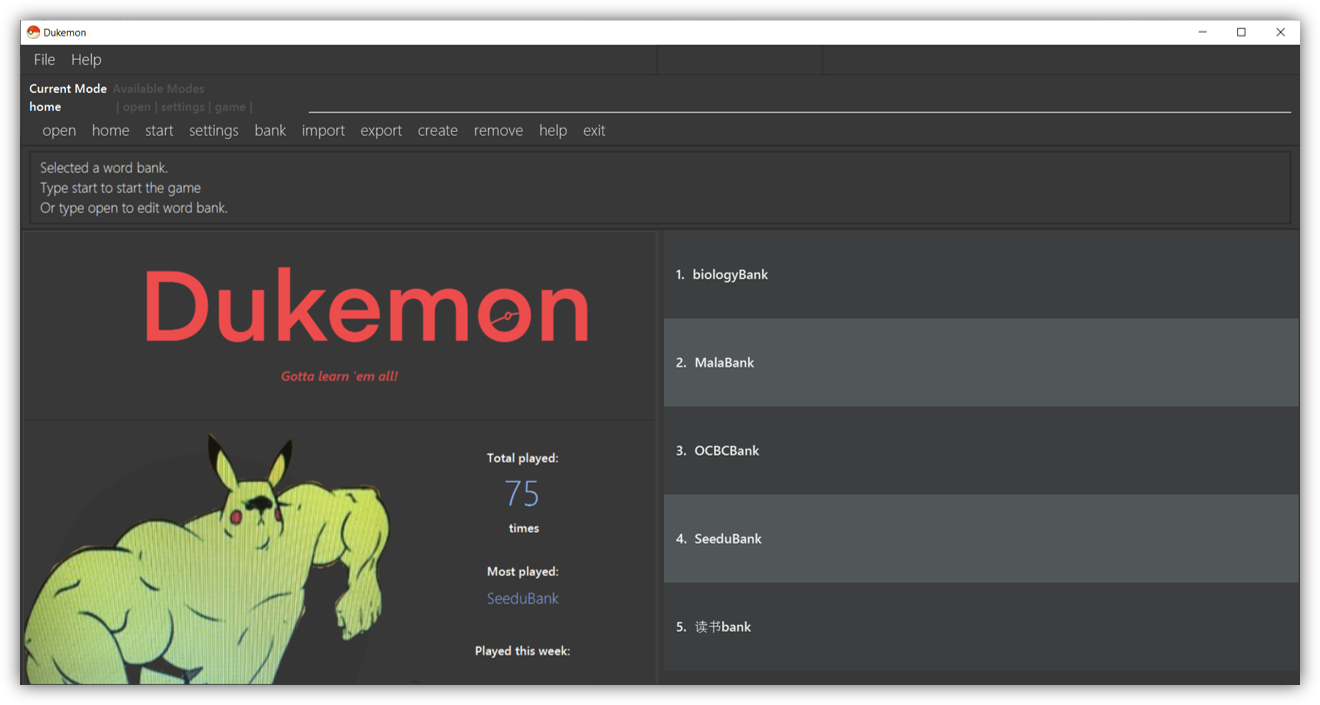 Dukemon
File Help
Current Mode Available Modes
home | open | settings | game |
open home start settings bank import export create remove help exit
Selected a word bank.
Type start to start the game
Or type open to edit word bank.
Dukemon
Gotta learn 'em all!
Total played:
75
times
Most played:
SeeduBank
Played this week:
1. biologyBank
2. MalaBank
3. OCBCBank
4. SeeduBank
5. 读书bank